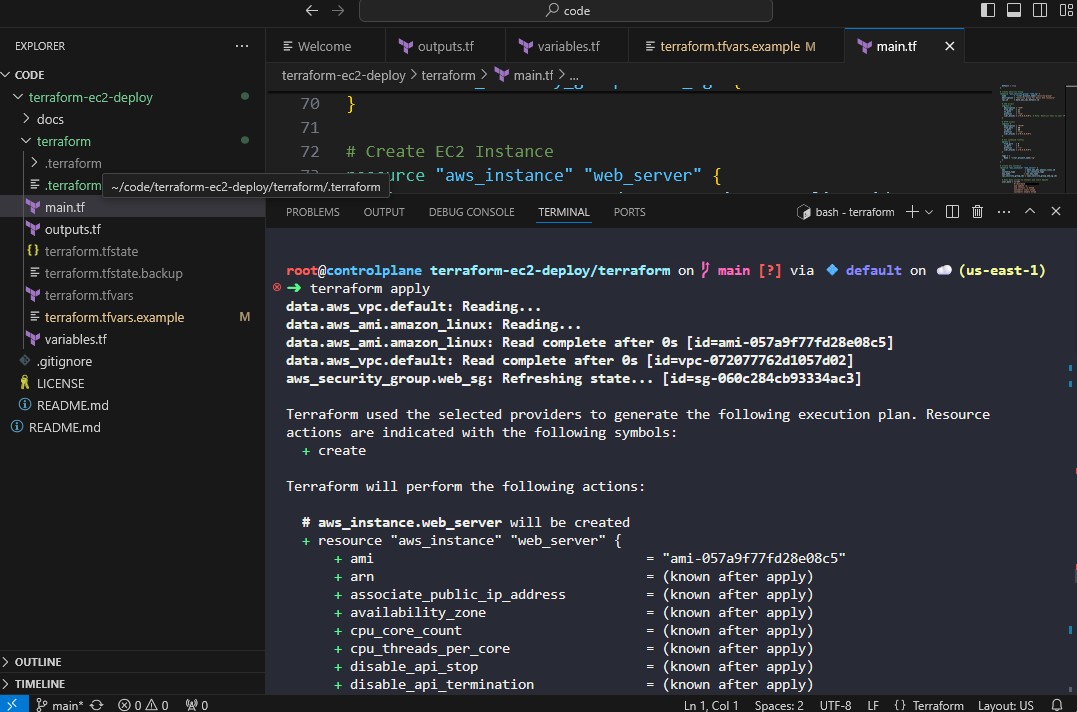 code
EXPLORER
Welcome
outputs.tf
variables.tf
terraform.tfvars.example M
main.tf
CODE
terraform-ec2-deploy > terraform > main.tf > ...
terraform-ec2-deploy
docs
terraform
.terraform
.terraform
~/code/terraform-ec2-deploy/terraform/.terraform
main.tf
outputs.tf
terraform.tfstate
terraform.tfstate.backup
terraform.tfvars
terraform.tfvars.example M
variables.tf
.gitignore
LICENSE
README.md
README.md
OUTLINE
TIMELINE
70 }
71
72 # Create EC2 Instance
"aws_instance" "web_server" {
PROBLEMS OUTPUT DEBUG CONSOLE TERMINAL PORTS
bash - terraform
root@controlplane terraform-ec2-deploy/terraform on main [?] via default on (us-east-1)
➜ terraform apply
data.aws_vpc.default: Reading...
data.aws_ami.amazon_linux: Reading...
data.aws_ami.amazon_linux: Read complete after 0s [id=ami-057a9f77fd28e08c5]
data.aws_vpc.default: Read complete after 0s [id=vpc-072077762d1057d02]
aws_security_group.web_sg: Refreshing state... [id=sg-060c284cb93334ac3]
Terraform used the selected providers to generate the following execution plan. Resource
actions are indicated with the following symbols:
+ create
Terraform will perform the following actions:
# aws_instance.web_server will be created
+ resource "aws_instance" "web_server" {
+ ami = "ami-057a9f77fd28e08c5"
+ arn = (known after apply)
+ associate_public_ip_address = (known after apply)
+ availability_zone = (known after apply)
+ cpu_core_count = (known after apply)
+ cpu_threads_per_core = (known after apply)
+ disable_api_stop = (known after apply)
+ disable_api_termination = (known after apply)
main* 0 0 0
Ln 1, Col 1 Spaces: 2 UTF-8 LF {} Terraform Layout: US